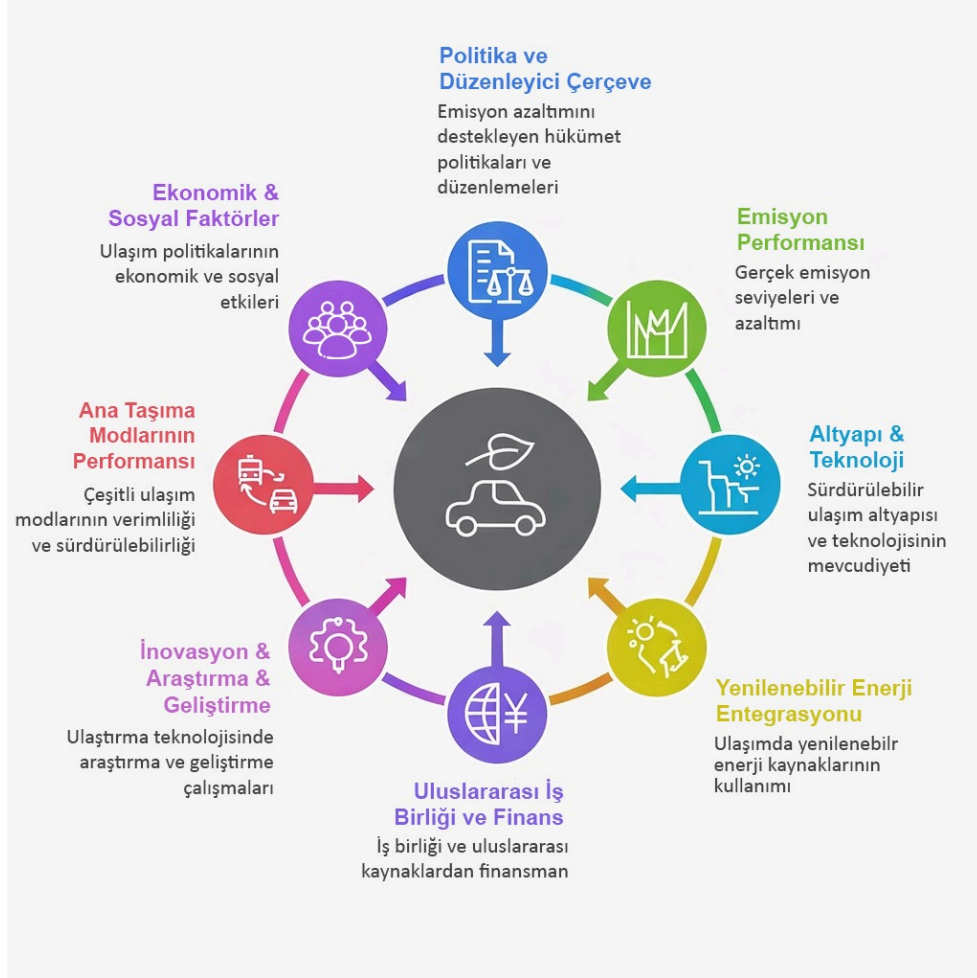 Politika ve
Düzenleyici Çerçeve
Emisyon azaltımını
destekleyen hükümet
politikaları ve
düzenlemeleri
Emisyon
Performansı
Gerçek emisyon
seviyeleri ve
azaltımı
Altyapı &
Teknoloji
Sürdürülebilir
ulaşım altyapısı
ve teknolojisinin
mevcudiyeti
Yenilenebilir Enerji
Entegrasyonu
Ulaşımda yenilenebilr
enerji kaynaklarının
kullanımı
Uluslararası İş
Birliği ve Finans
İş birliği ve uluslararası
kaynaklardan finansman
İnovasyon &
Araştırma &
Geliştirme
Ulaştırma teknolojisinde
araştırma ve geliştirme
çalışmaları
Ana Taşıma
Modlarının
Performansı
Çeşitli ulaşım
modlarının verimliliği
ve sürdürülebilirliği
Ekonomik &
Sosyal Faktörler
Ulaşım politikalarının
ekonomik ve sosyal
etkileri
¥